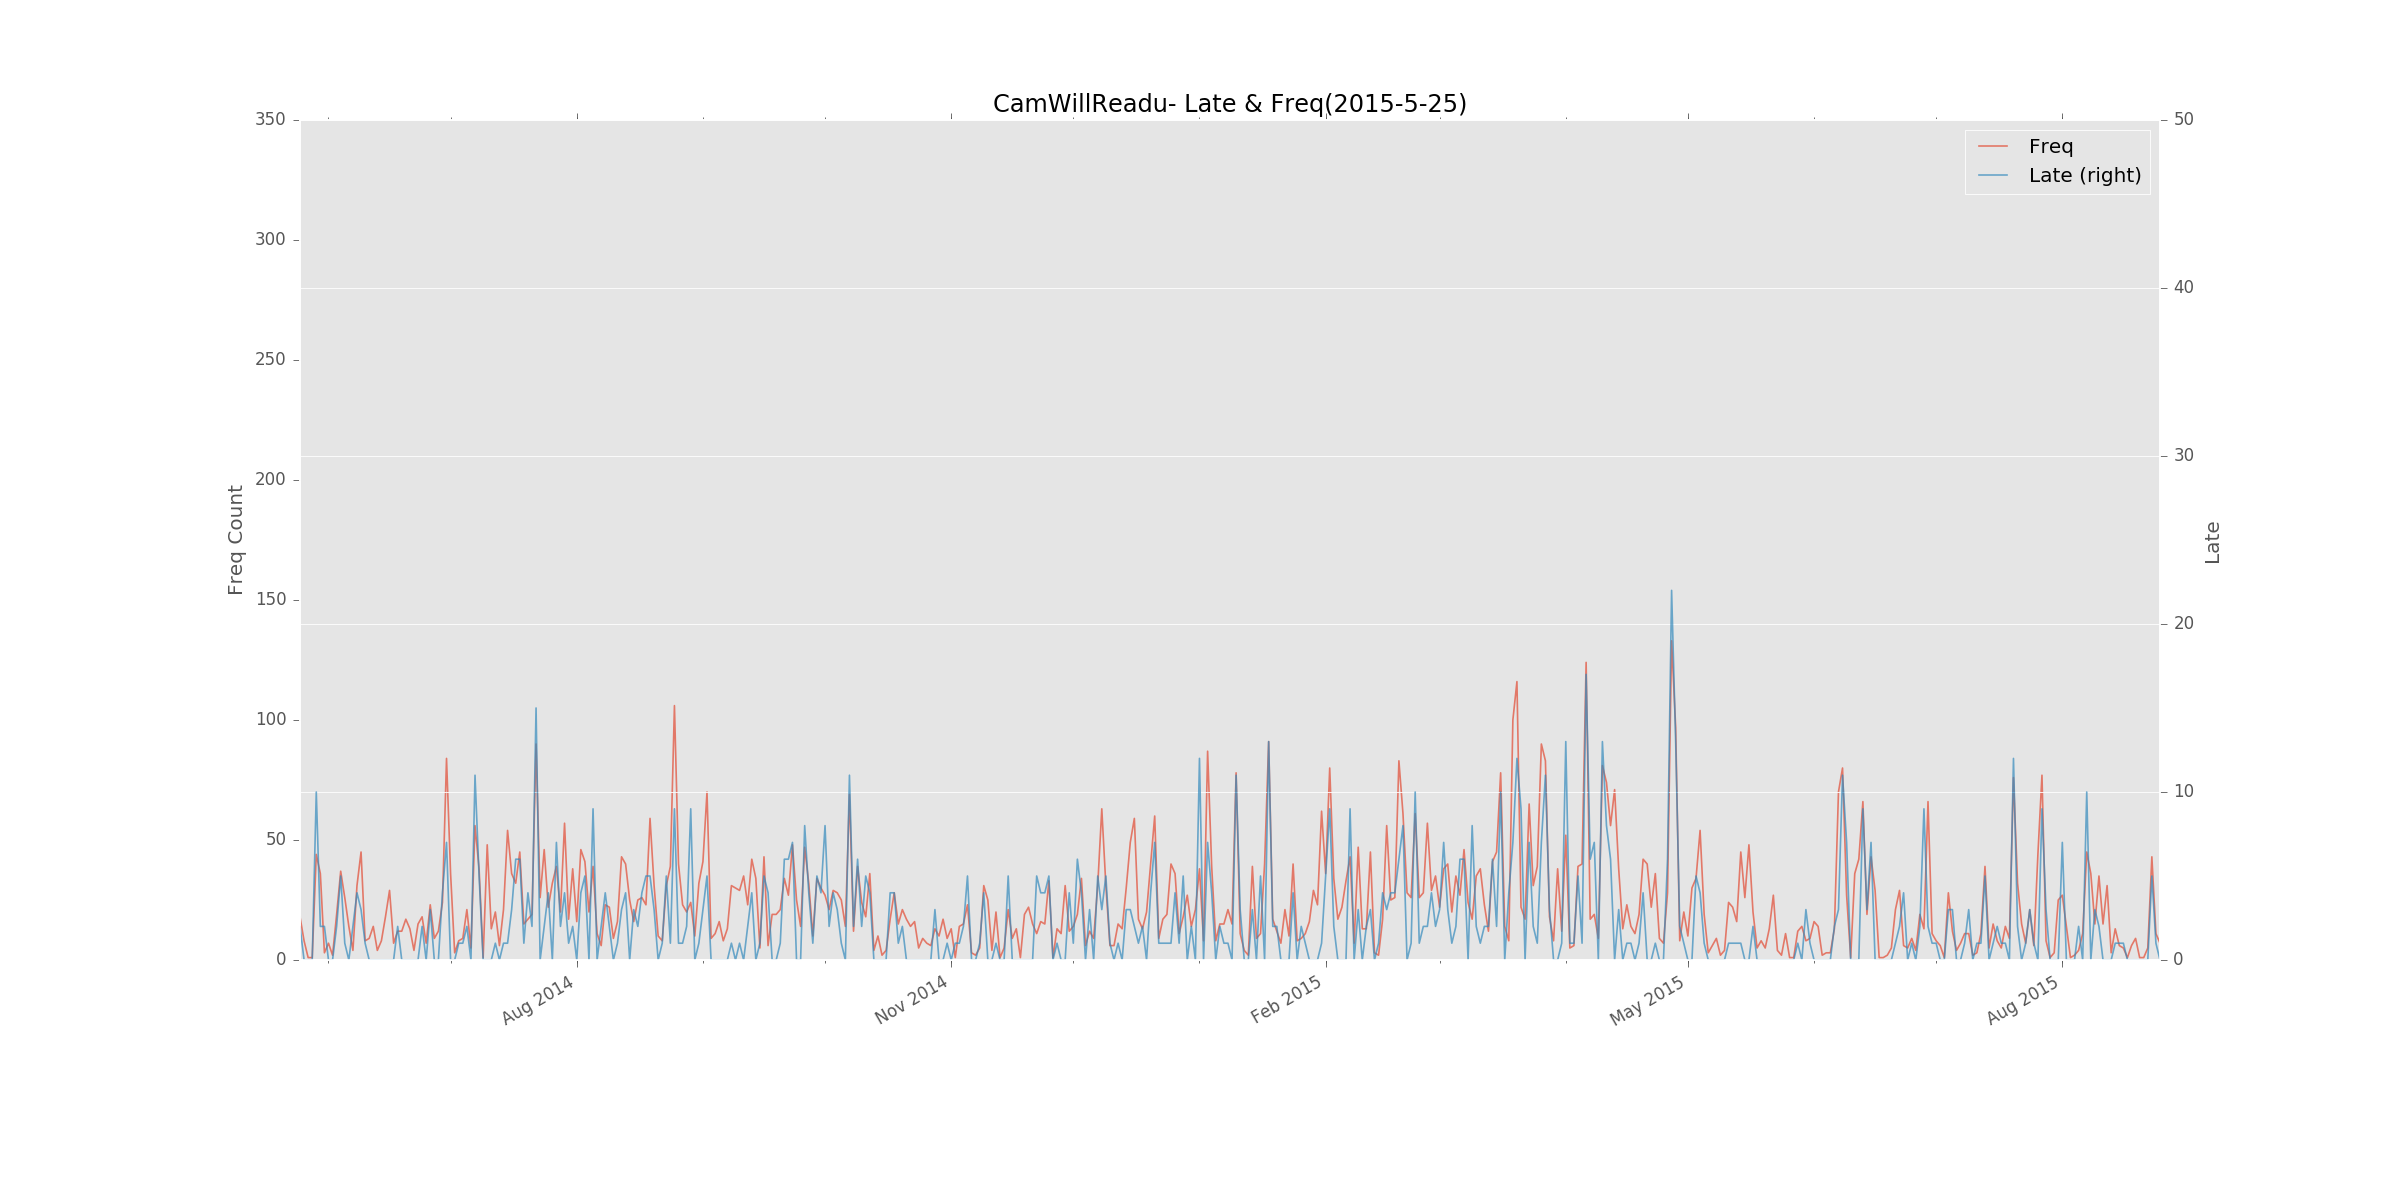 CamWillReadu- Late & Freq(2015-5-25)
Freq
Late (right)
350
300
250
200
150
100
50
0
Freq Count
50
40
30
20
10
0
Late
Aug 2014
Nov 2014
Feb 2015
May 2015
Aug 2015